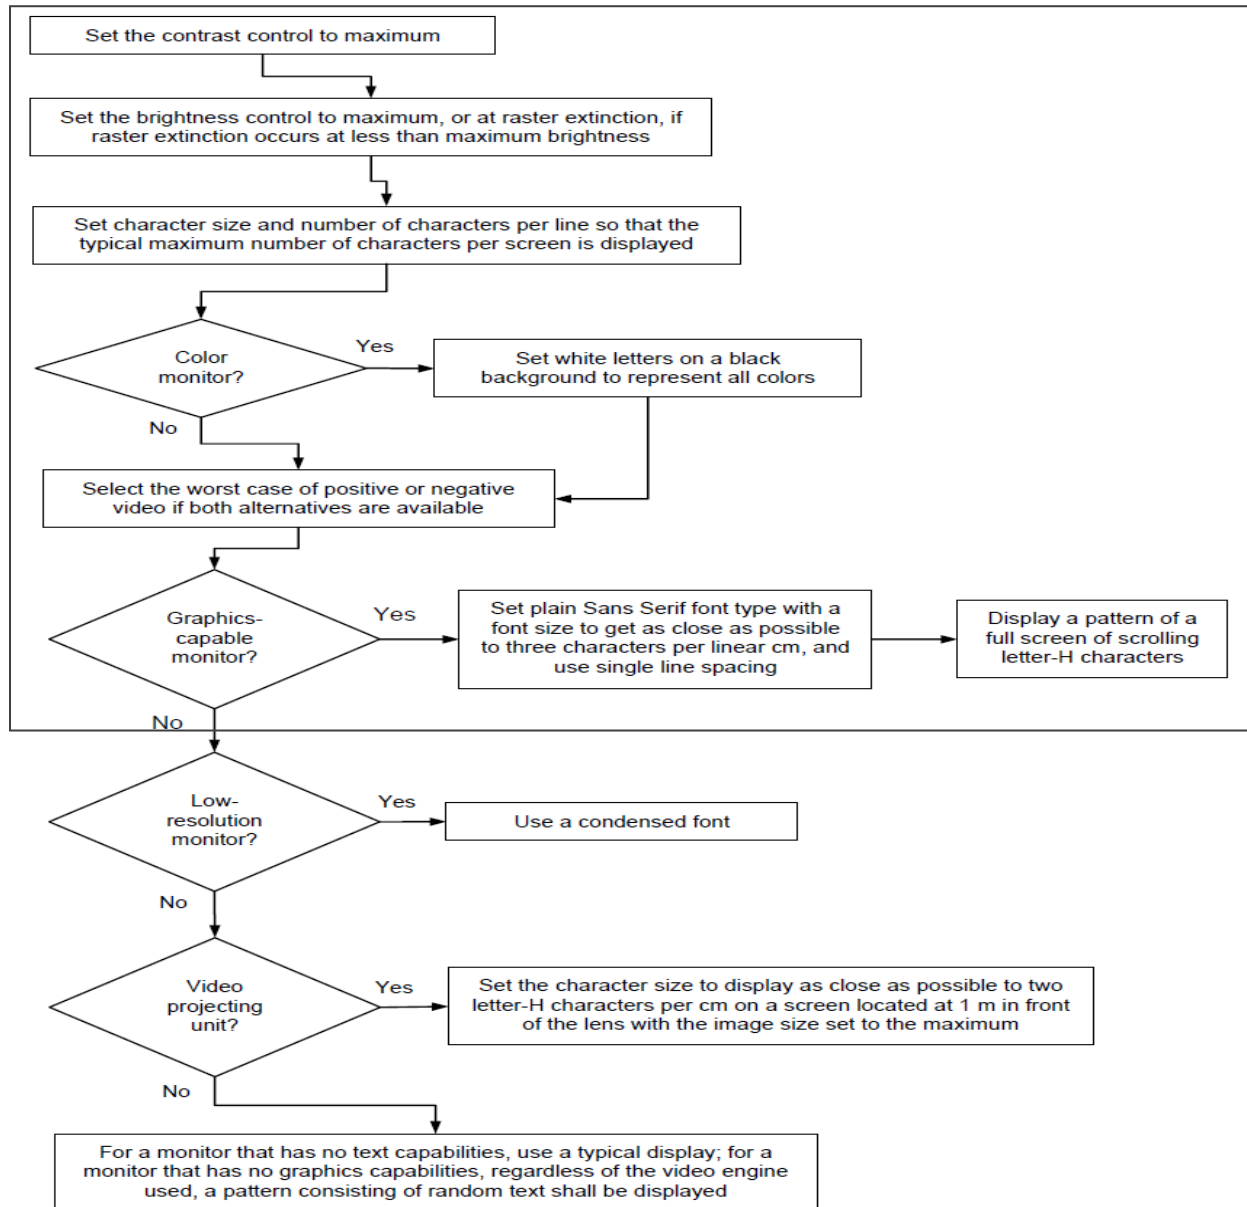 Set the contrast control to maximum
Set the brightness control to maximum, or at raster extinction, if
raster extinction occurs at less than maximum brightness
Set character size and number of characters per line so that the
typical maximum number of characters per screen is displayed
Color
monitor?
Yes
Set white letters on a black
background to represent all colors
No
Select the worst case of positive or negative
video if both alternatives are available
Graphics-
capable
monitor?
Yes
Set plain Sans Serif font type with a
font size to get as close as possible
to three characters per linear cm, and
use single line spacing
Display a pattern of a
full screen of scrolling
letter-H characters
No
Low-
resolution
monitor?
Yes
Use a condensed font
No
Video
projecting
unit?
Yes
Set the character size to display as close as possible to two
letter-H characters per cm on a screen located at 1 m in front
of the lens with the image size set to the maximum
No
For a monitor that has no text capabilities, use a typical display; for
a monitor that has no graphics capabilities, regardless of the video engine
used, a pattern consisting of random text shall be displayed